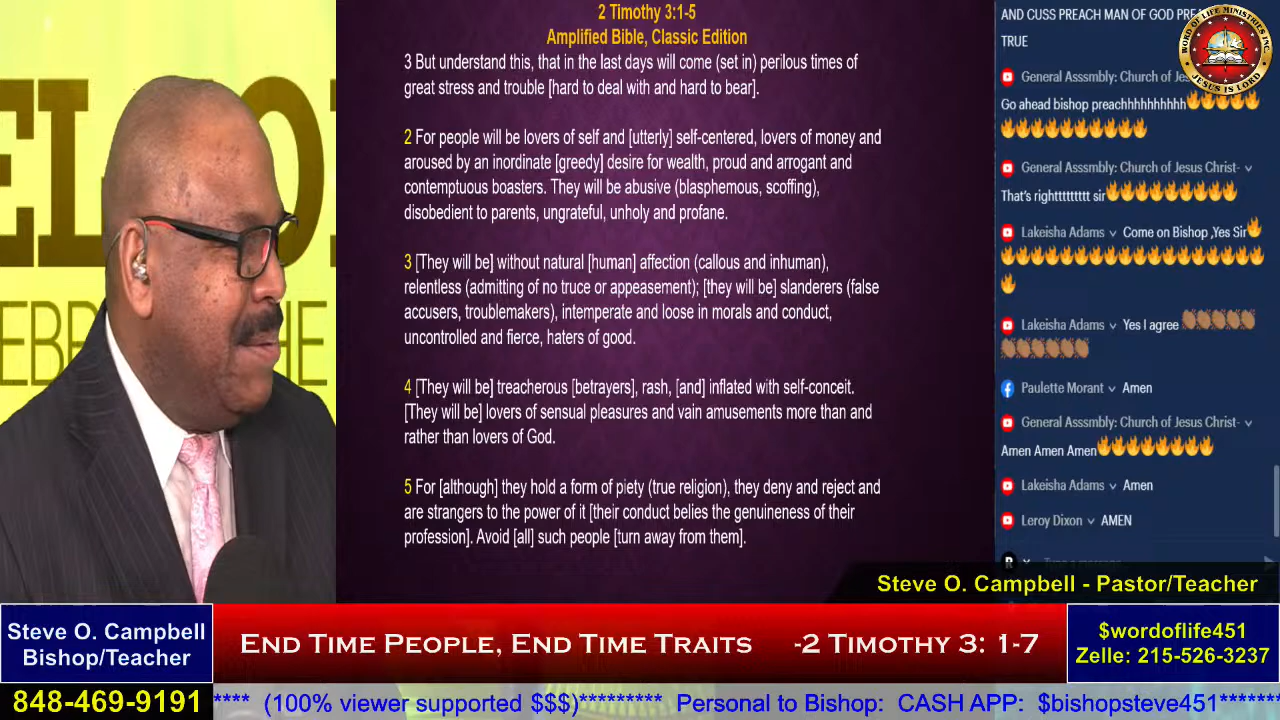 2 Timothy 3:1-5
Amplified Bible, Classic Edition
3 But understand this, that in the last days will come (set in) perilous times of
great stress and trouble [hard to deal with and hard to bear].
2 For people will be lovers of self and [utterly] self-centered, lovers of money and
aroused by an inordinate [greedy] desire for wealth, proud and arrogant and
contemptuous boasters. They will be abusive (blasphemous, scoffing),
disobedient to parents, ungrateful, unholy and profane.
3 [They will be] without natural [human] affection (callous and inhuman),
relentless (admitting of no truce or appeasement); [they will be] slanderers (false
accusers, troublemakers), intemperate and loose in morals and conduct,
uncontrolled and fierce, haters of good.
4 [They will be] treacherous [betrayers], rash, [and] inflated with self-conceit.
[They will be] lovers of sensual pleasures and vain amusements more than and
rather than lovers of God.
5 For [although] they hold a form of piety (true religion), they deny and reject and
are strangers to the power of it [their conduct belies the genuineness of their
profession]. Avoid [all] such people [turn away from them].
AND CUSS PREACH MAN OF GOD
TRUE
WORD OF LIFE MINISTRIES INC.
JESUS IS LORD
General Asssmbly: Church of
Go ahead bishop preachhhhhhhhhh🔥🔥🔥🔥🔥
🔥🔥🔥🔥🔥🔥🔥🔥🔥🔥
General Asssmbly: Church of Jesus Christ-
That's righttttttttt sir🔥🔥🔥🔥🔥🔥🔥🔥🔥
Lakeisha Adams Come on Bishop ,Yes Sir🔥
🔥🔥🔥🔥🔥🔥🔥🔥🔥🔥🔥🔥🔥🔥🔥🔥🔥🔥
🔥
Lakeisha Adams Yes I agree 👏🏽👏🏽👏🏽👏🏽👏🏽
👏🏽👏🏽👏🏽👏🏽👏🏽👏🏽
Paulette Morant Amen
General Asssmbly: Church of Jesus Christ-
Amen Amen Amen🔥🔥🔥🔥🔥🔥🔥🔥
Lakeisha Adams Amen
Leroy Dixon AMEN
Steve O. Campbell - Pastor/Teacher
Steve O. Campbell
Bishop/Teacher
END TIME PEOPLE, END TIME TRAITS -2 TIMOTHY 3: 1-7
$wordoflife451
Zelle: 215-526-3237
848-469-9191
**** (100% viewer supported $$$)********* Personal to Bishop: CASH APP: $bishopsteve451*******